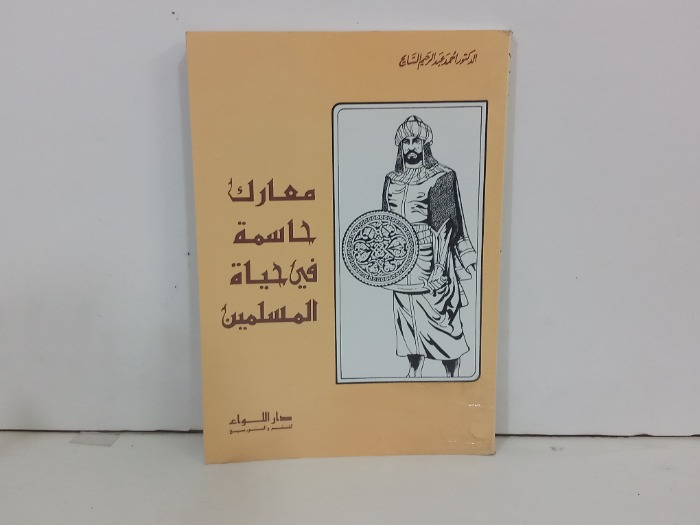 الدكتور أحمد عبد الرحيم السايح
معارك
حاسمة
في حياة
المسلمين
دار اللواء
للنشر والتوزيع